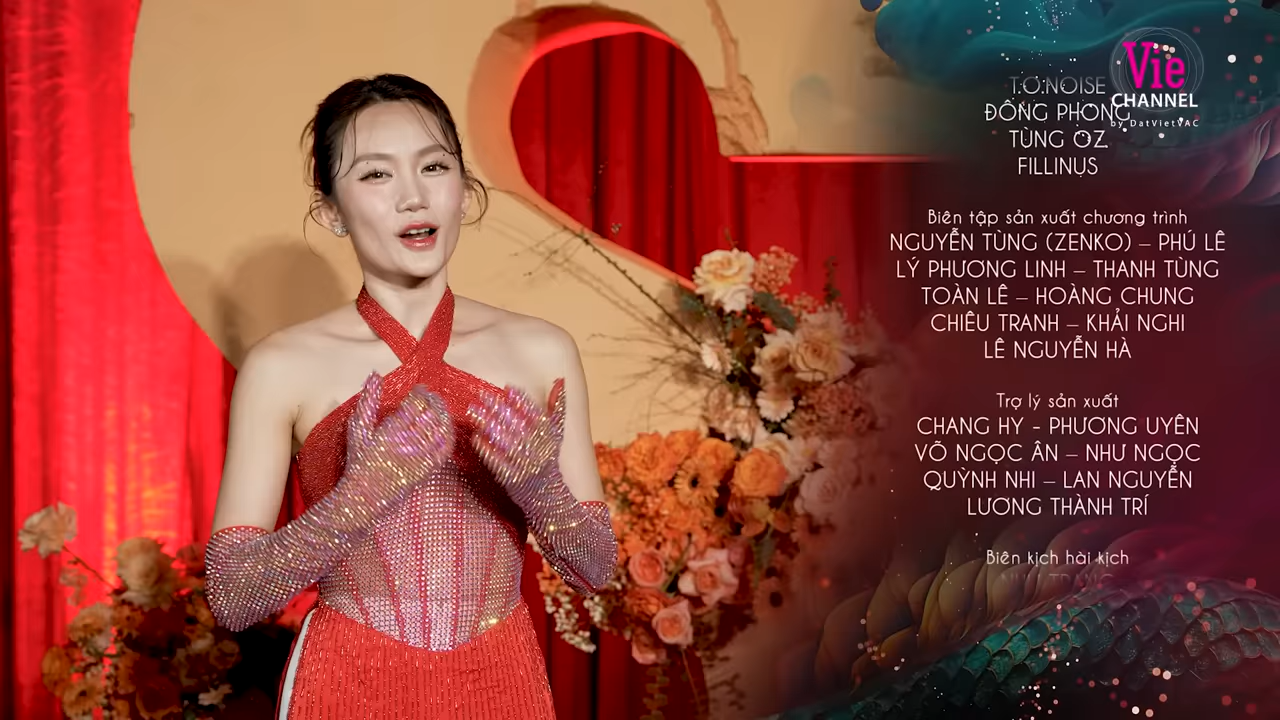 Vie
CHANNEL
by DatVietVAC
T.O.NOISE
ĐÔNG PHONG
TÙNG OZ
FILLINUS
Biên tập sản xuất chương trình
NGUYỄN TÙNG (ZENKO) – PHÚ LÊ
LÝ PHƯƠNG LINH – THANH TÙNG
TOÀN LÊ – HOÀNG CHUNG
CHIÊU TRANH – KHẢI NGHI
LÊ NGUYỄN HÀ
Trợ lý sản xuất
CHANG HY - PHƯƠNG UYÊN
VÕ NGỌC ÂN – NHƯ NGỌC
QUỲNH NHI – LAN NGUYỄN
LƯƠNG THÀNH TRÍ
Biên kịch hài kịch